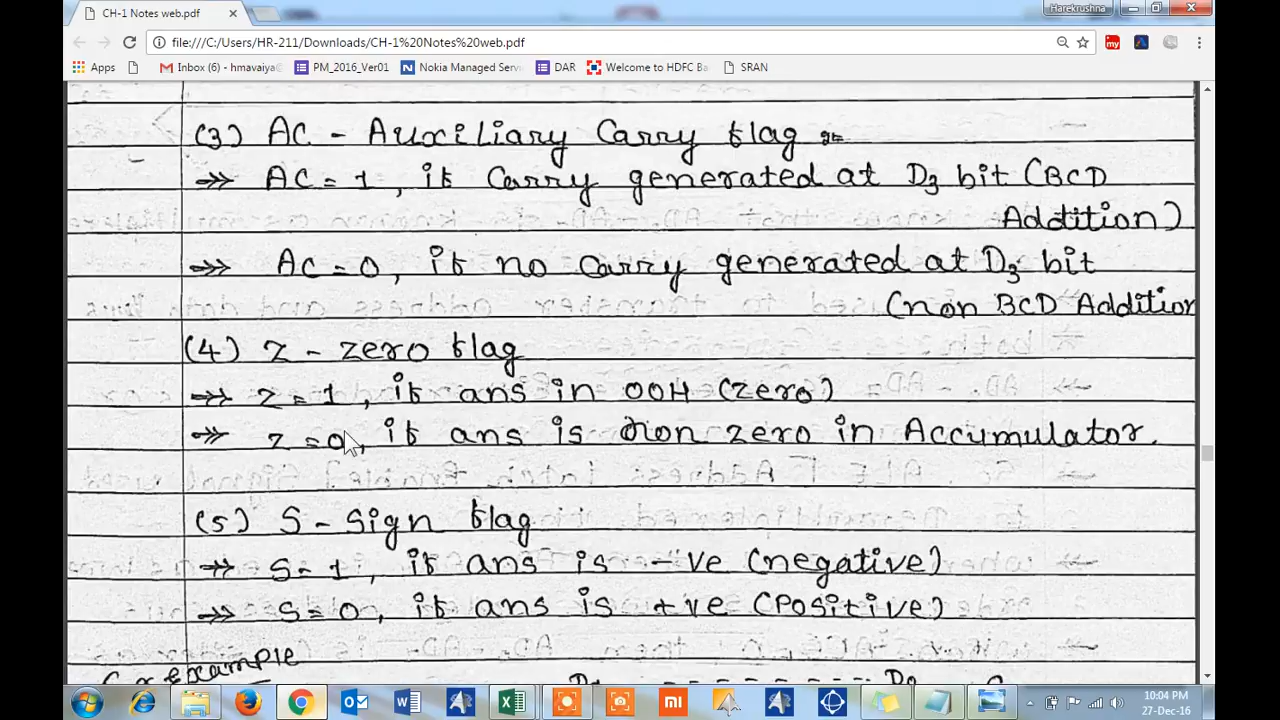 CH-1 Notes web.pdf
Harekrushna
file:///C:/Users/HR-211/Downloads/CH-1%20Notes%20web.pdf
Apps Inbox (6) - hmavaiya PM_2016_Ver01 Nokia Managed Servi DAR Welcome to HDFC Ba SRAN
(3) AC - Auxiliary Carry flag :-
->> AC = 1, if Carry generated at D3 bit (BCD
Addition)
->> AC = 0, if no carry generated at D3 bit
(non BCD Addition
(4) Z - zero flag
->> Z = 1, if ans in 00H (zero)
->> Z = 0, if ans is non zero in Accumulator.
(5) S - Sign flag
->> S = 1, if ans is -ve (negative)
->> S = 0, if ans is +ve (Positive)
example
10:04 PM
27-Dec-16